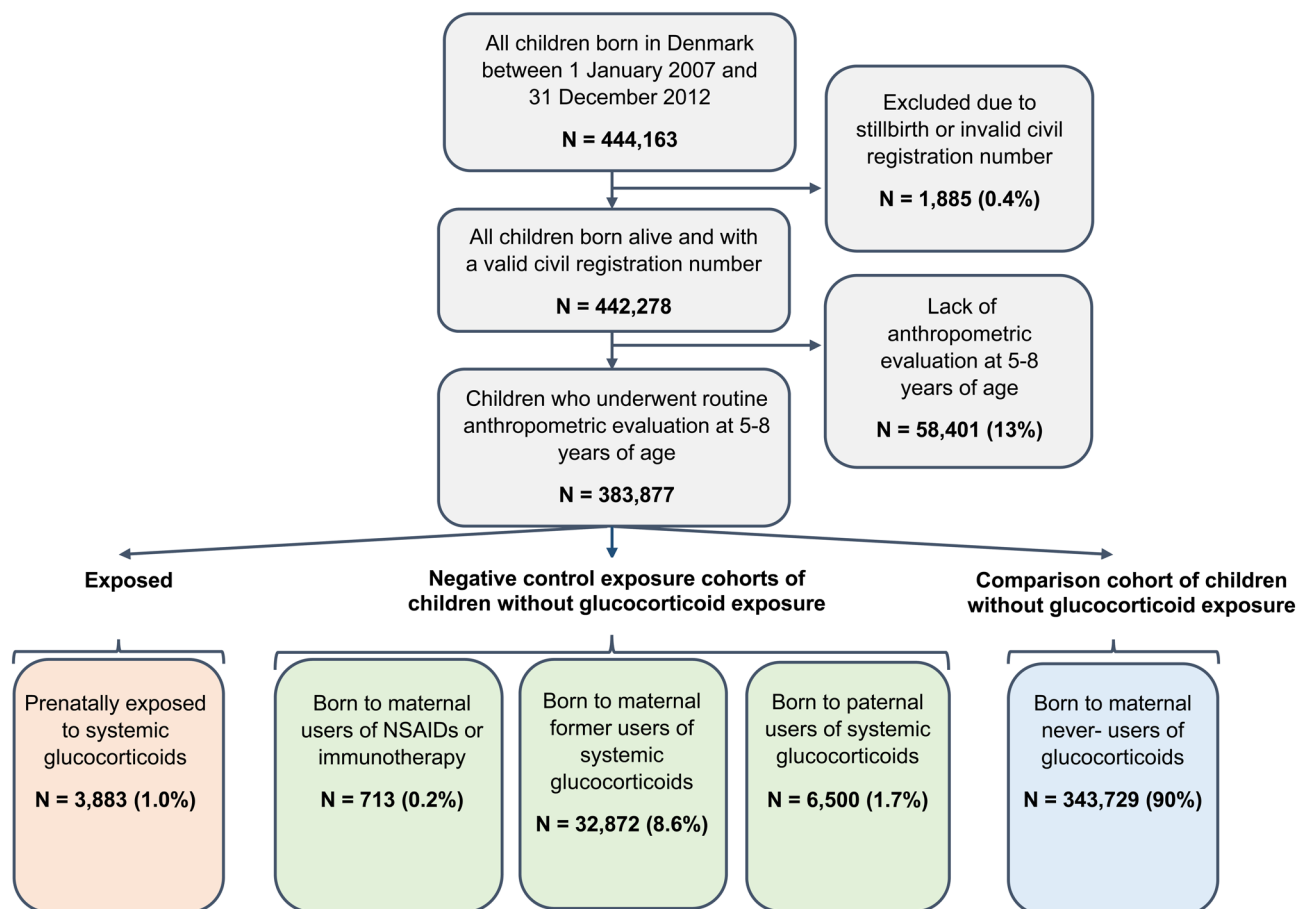 All children born in Denmark
between 1 January 2007 and
31 December 2012
N = 444,163
Excluded due to
stillbirth or invalid civil
registration number
N = 1,885 (0.4%)
All children born alive and with
a valid civil registration number
N = 442,278
Lack of
anthropometric
evaluation at 5-8
years of age
N = 58,401 (13%)
Children who underwent routine
anthropometric evaluation at 5-8
years of age
N = 383,877
Exposed
Negative control exposure cohorts of
children without glucocorticoid exposure
Comparison cohort of children
without glucocorticoid exposure
Prenatally exposed
to systemic
glucocorticoids
N = 3,883 (1.0%)
Born to maternal
users of NSAIDs or
immunotherapy
N = 713 (0.2%)
Born to maternal
former users of
systemic
glucocorticoids
N = 32,872 (8.6%)
Born to paternal
users of systemic
glucocorticoids
N = 6,500 (1.7%)
Born to maternal
never- users of
glucocorticoids
N = 343,729 (90%)